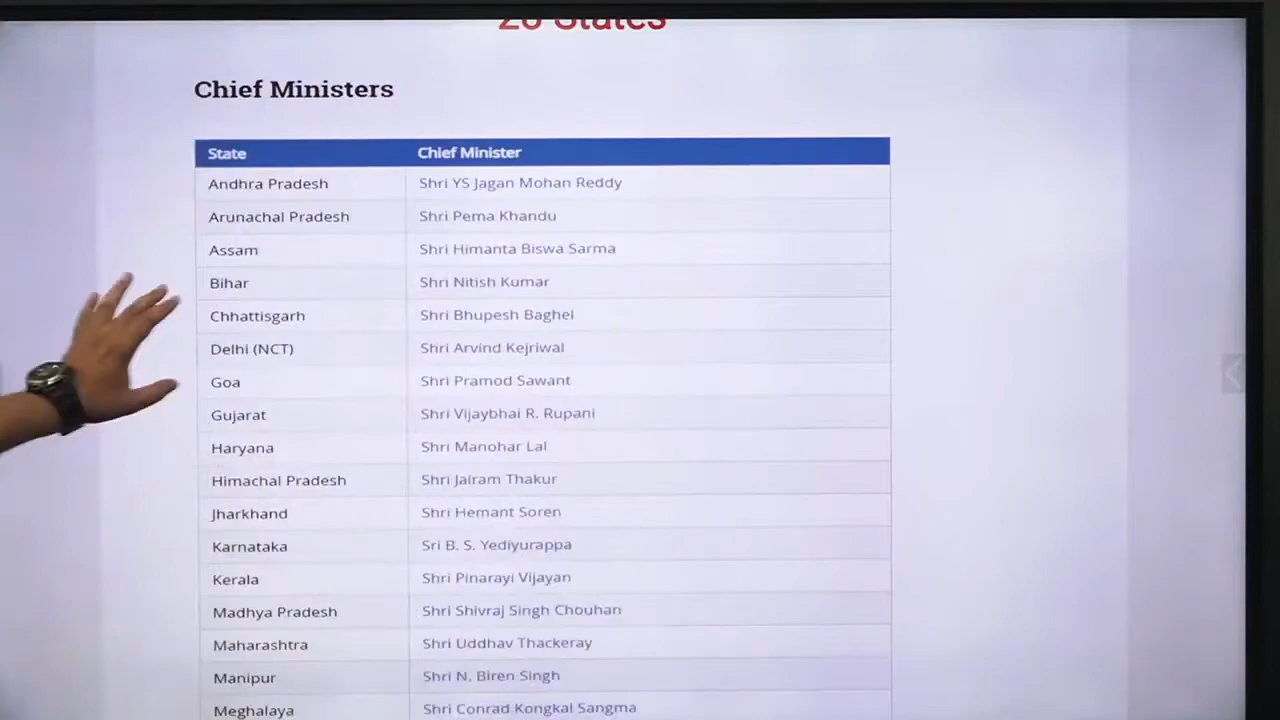 28 States
Chief Ministers
State Chief Minister
Andhra Pradesh Shri YS Jagan Mohan Reddy
Arunachal Pradesh Shri Pema Khandu
Assam Shri Himanta Biswa Sarma
Bihar Shri Nitish Kumar
Chhattisgarh Shri Bhupesh Baghel
Delhi (NCT) Shri Arvind Kejriwal
Goa Shri Pramod Sawant
Gujarat Shri Vijaybhai R. Rupani
Haryana Shri Manohar Lal
Himachal Pradesh Shri Jairam Thakur
Jharkhand Shri Hemant Soren
Karnataka Sri B. S. Yediyurappa
Kerala Shri Pinarayi Vijayan
Madhya Pradesh Shri Shivraj Singh Chouhan
Maharashtra Shri Uddhav Thackeray
Manipur Shri N. Biren Singh
Meghalaya Shri Conrad Kongkal Sangma